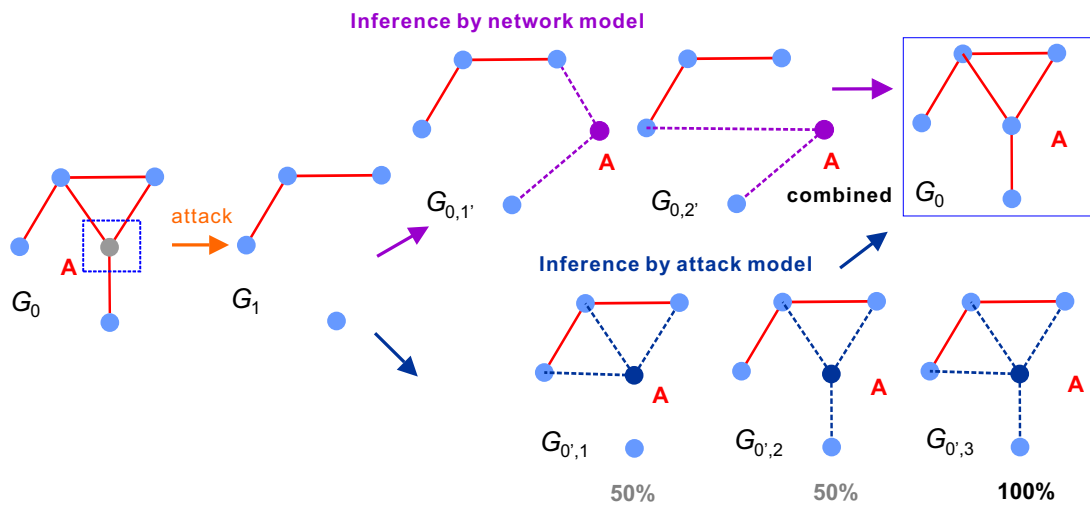 Inference by network model
A
A
combined
G0,1'
G0,2'
A
G0
attack
A
G0
G1
Inference by attack model
A
A
A
G0',1
G0',2
G0',3
50%
50%
100%